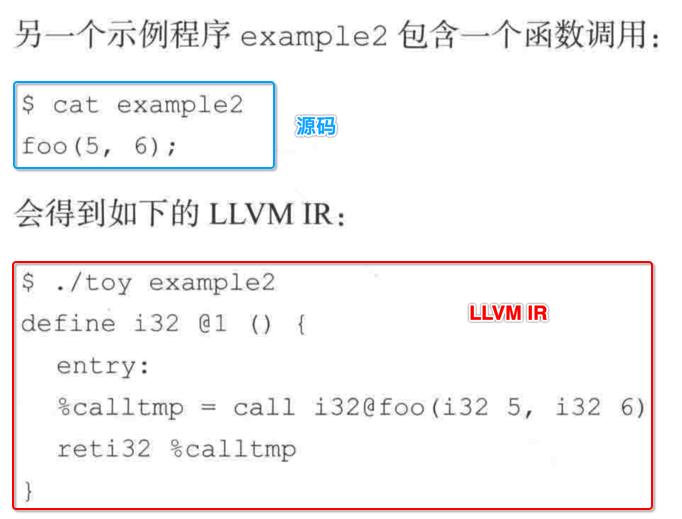 另一个示例程序 example2 包含一个函数调用：
$ cat example2
foo(5, 6);
源码
会得到如下的 LLVM IR：
$ ./toy example2
define i32 @1 () {
LLVM IR
entry:
%calltmp = call i32@foo(i32 5, i32 6)
reti32 %calltmp
}